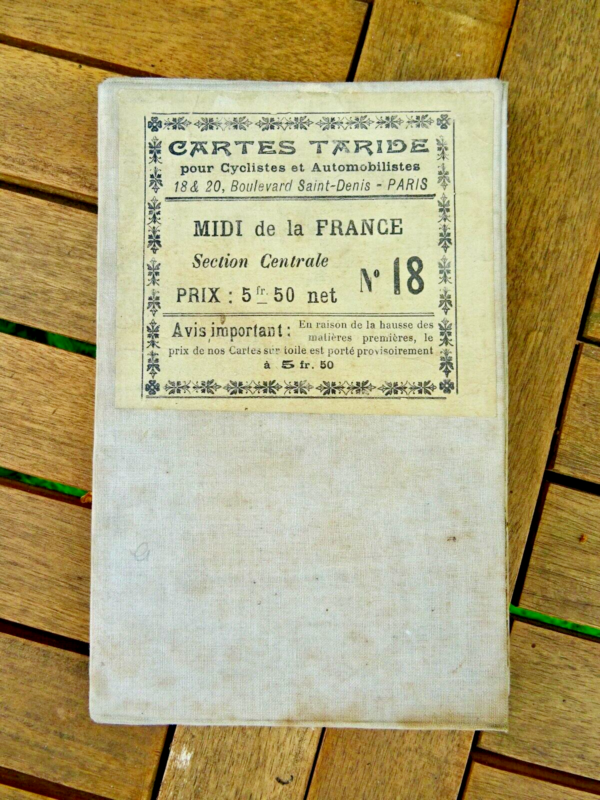 CARTES TARIDE
pour Cyclistes et Automobilistes
18 & 20, Boulevard Saint-Denis - PARIS
MIDI de la FRANCE
Section Centrale
N° 18
PRIX : 5 fr. 50 net
Avis important : En raison de la hausse des
matières premières, le
prix de nos Cartes sur toile est porté provisoirement
à 5 fr. 50